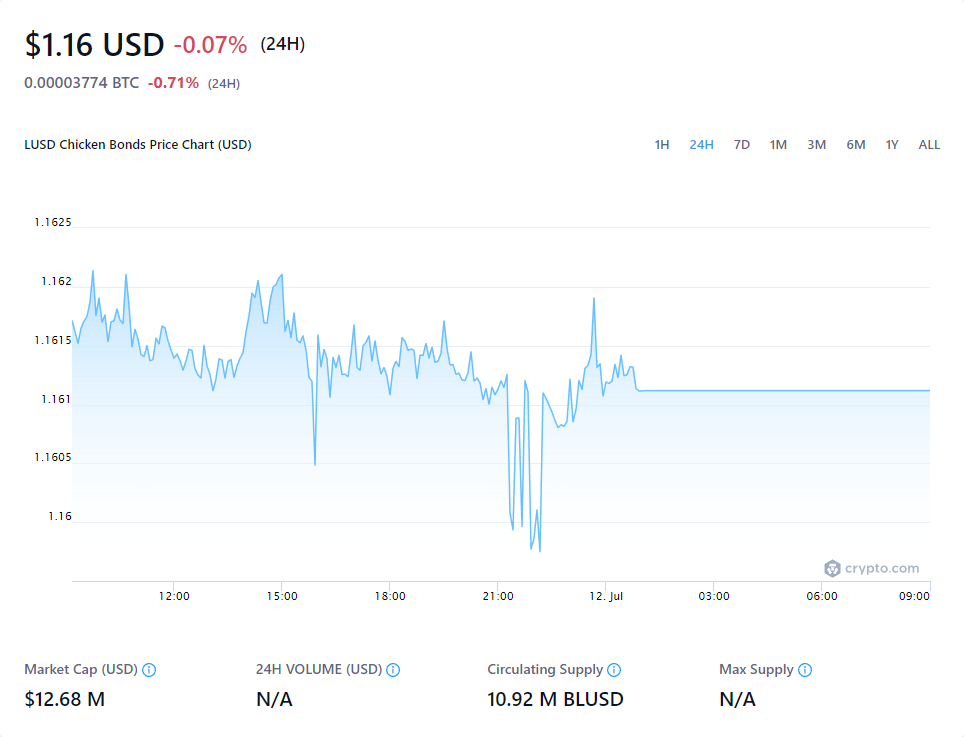 $1.16 USD -0.07% (24H)
0.00003774 BTC -0.71% (24H)
LUSD Chicken Bonds Price Chart (USD) 1H 24H 7D 1M 3M 6M 1Y ALL
1.1625
1.162
1.1615
1.161
1.1605
1.16
crypto.com
12:00 15:00 18:00 21:00 12. Jul 03:00 06:00 09:00
Market Cap (USD) 24H VOLUME (USD) Circulating Supply Max Supply
$12.68 M N/A 10.92 M BLUSD N/A